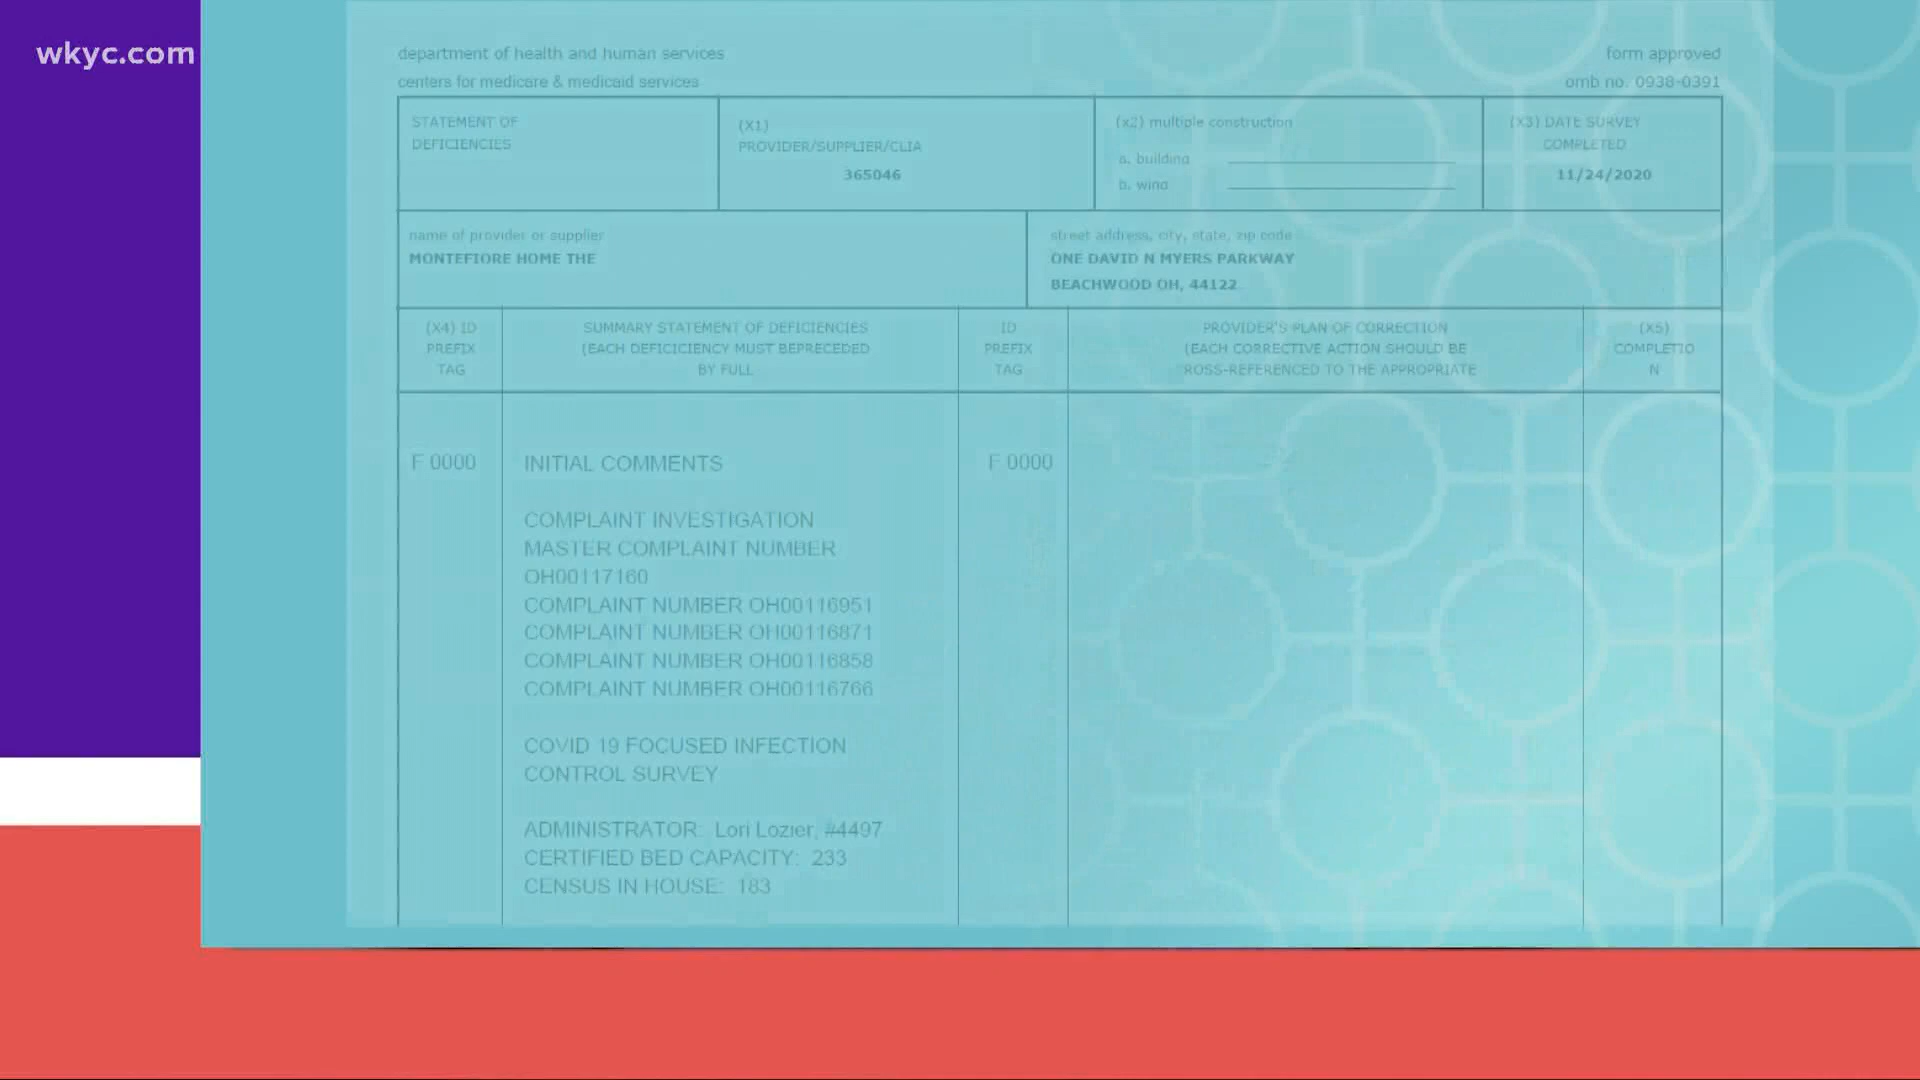 wkyc.com
department of health and human services
form approved
centers for medicare & medicaid services
omb no. 0938-0391
STATEMENT OF
DEFICIENCIES
(X1)
PROVIDER/SUPPLIER/CLIA
365046
(x2) multiple construction
a. building
b. wing
(X3) DATE SURVEY
COMPLETED
11/24/2020
name of provider or supplier
MONTEFIORE HOME THE
street address, city, state, zip code
ONE DAVID N MYERS PARKWAY
BEACHWOOD OH, 44122
(X4) ID
PREFIX
TAG
SUMMARY STATEMENT OF DEFICIENCIES
(EACH DEFICICIENCY MUST BEPRECEDED
BY FULL
ID
PREFIX
TAG
PROVIDER'S PLAN OF CORRECTION
(EACH CORRECTIVE ACTION SHOULD BE
ROSS-REFERENCED TO THE APPROPRIATE
(X5)
COMPLETIO
N
F 0000
INITIAL COMMENTS
F 0000
COMPLAINT INVESTIGATION
MASTER COMPLAINT NUMBER
OH00117160
COMPLAINT NUMBER OH00116951
COMPLAINT NUMBER OH00116871
COMPLAINT NUMBER OH00116858
COMPLAINT NUMBER OH00116766
COVID 19 FOCUSED INFECTION
CONTROL SURVEY
ADMINISTRATOR: Lori Lozier, #4497
CERTIFIED BED CAPACITY: 233
CENSUS IN HOUSE: 183